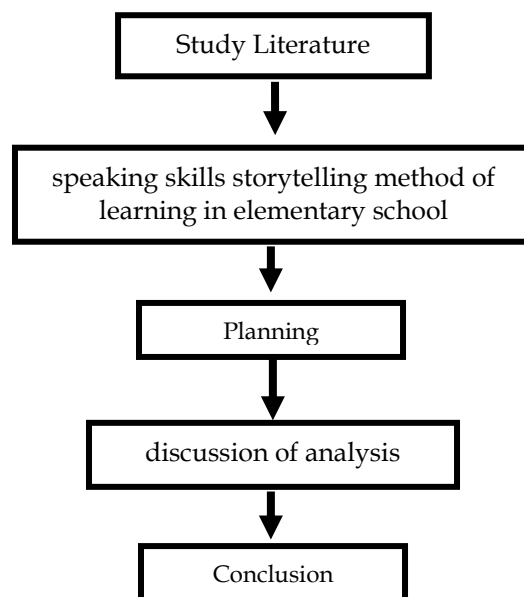 Study Literature
speaking skills storytelling method of
learning in elementary school
Planning
discussion of analysis
Conclusion